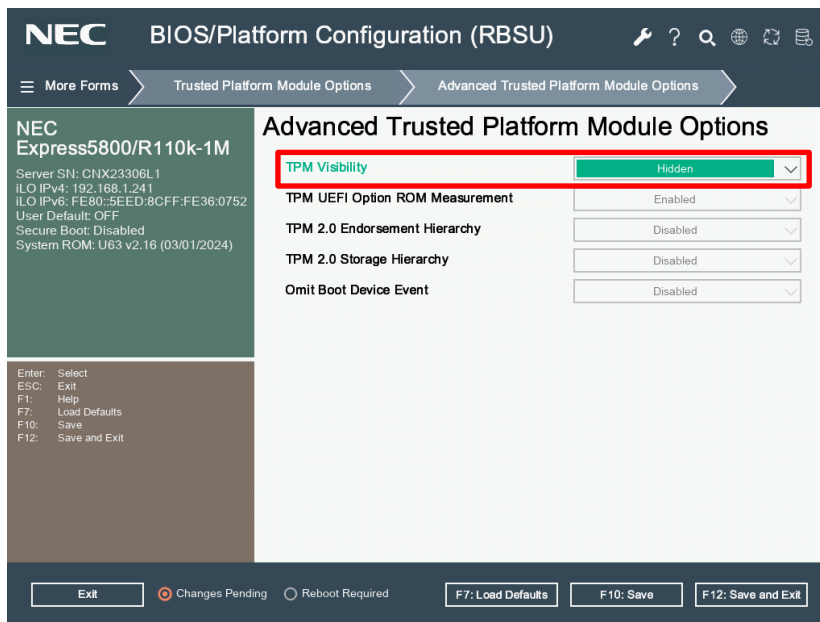 NEC BIOS/Platform Configuration (RBSU) ?
More Forms Trusted Platform Module Options Advanced Trusted Platform Module Options
NEC
Express5800/R110k-1M
Server SN: CNX23306L1
iLO IPv4: 192.168.1.241
iLO IPv6: FE80::5EED:8CFF:FE36:0752
User Default: OFF
Secure Boot: Disabled
System ROM: U63 v2.16 (03/01/2024)
Enter: Select
ESC: Exit
F1: Help
F7: Load Defaults
F10: Save
F12: Save and Exit
Advanced Trusted Platform Module Options
TPM Visibility Hidden
TPM UEFI Option ROM Measurement Enabled
TPM 2.0 Endorsement Hierarchy Disabled
TPM 2.0 Storage Hierarchy Disabled
Omit Boot Device Event Disabled
Exit Changes Pending Reboot Required F7: Load Defaults F10: Save F12: Save and Exit